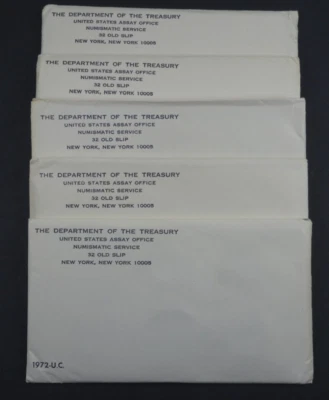 THE DEPARTMENT OF THE TREASURY
UNITED STATES ASSAY OFFICE
NUMISMATIC SERVICE
32 OLD SLIP
NEW YORK, NEW YORK 10005
THE DEPARTMENT OF THE TREASURY
UNITED STATES ASSAY OFFICE
NUMISMATIC SERVICE
32 OLD SLIP
NEW YORK, NEW YORK 10005
THE DEPARTMENT OF THE TREASURY
UNITED STATES ASSAY OFFICE
NUMISMATIC SERVICE
32 OLD SLIP
NEW YORK, NEW YORK 10005
THE DEPARTMENT OF THE TREASURY
UNITED STATES ASSAY OFFICE
NUMISMATIC SERVICE
32 OLD SLIP
NEW YORK, NEW YORK 10005
THE DEPARTMENT OF THE TREASURY
UNITED STATES ASSAY OFFICE
NUMISMATIC SERVICE
32 OLD SLIP
NEW YORK, NEW YORK 10005
1972-U.C.